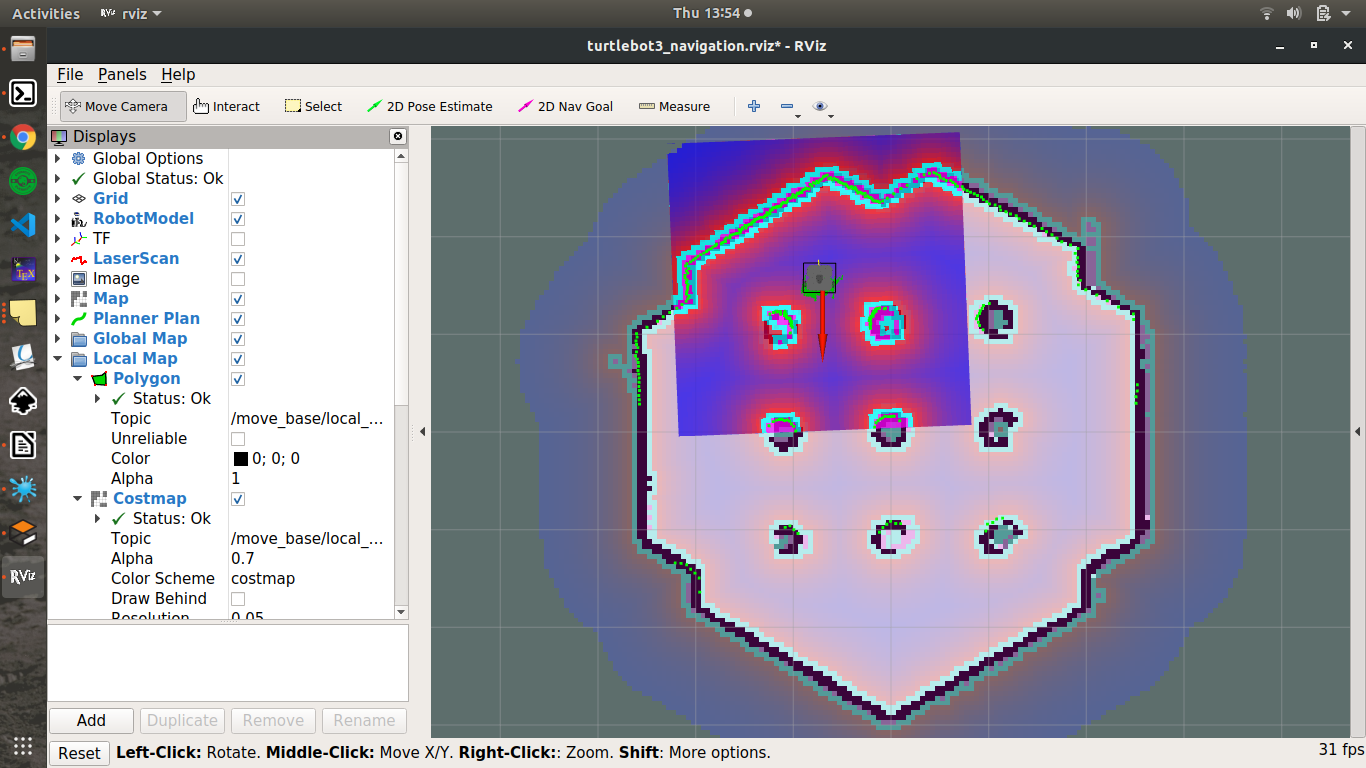 Activities RViz rviz Thu 13:54
turtlebot3_navigation.rviz* - RViz
File Panels Help
Move Camera Interact Select 2D Pose Estimate 2D Nav Goal Measure
Displays
Global Options
Global Status: Ok
Grid
RobotModel
TF
LaserScan
Image
Map
Planner Plan
Global Map
Local Map
Polygon
Status: Ok
Topic /move_base/local_...
Unreliable
Color 0; 0; 0
Alpha 1
Costmap
Status: Ok
Topic /move_base/local_...
Alpha 0.7
Color Scheme costmap
Draw Behind
Resolution 0.05
Add Duplicate Remove Rename
Reset Left-Click: Rotate. Middle-Click: Move X/Y. Right-Click:: Zoom. Shift: More options. 31 fps
TEX
RViz